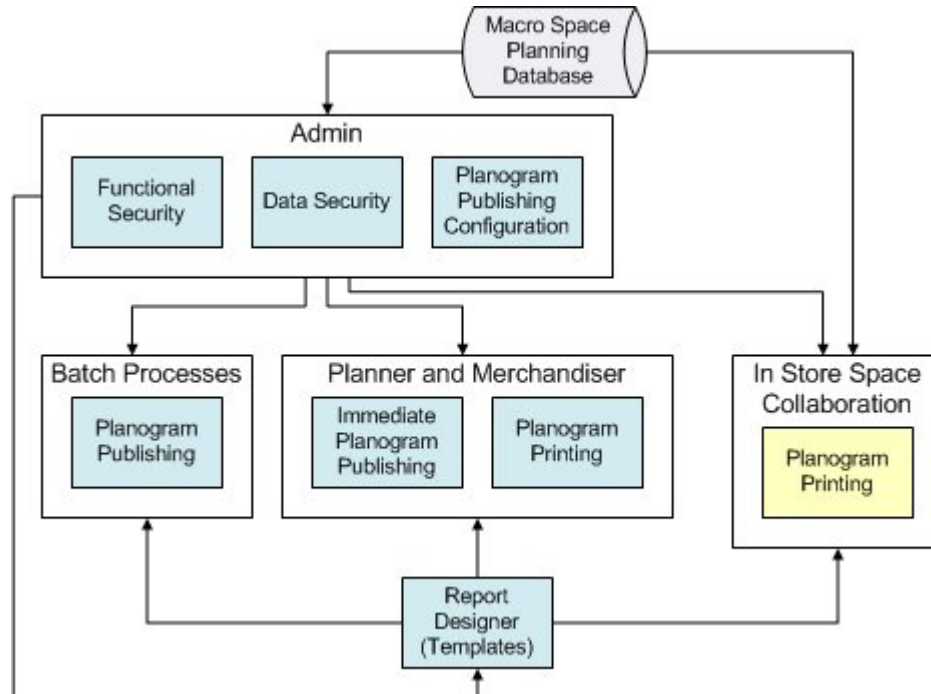 Macro Space
Planning
Database
Admin
Functional
Security
Data Security
Planogram
Publishing
Configuration
Batch Processes
Planogram
Publishing
Planner and Merchandiser
Immediate
Planogram
Publishing
Planogram
Printing
In Store Space
Collaboration
Planogram
Printing
Report
Designer
(Templates)